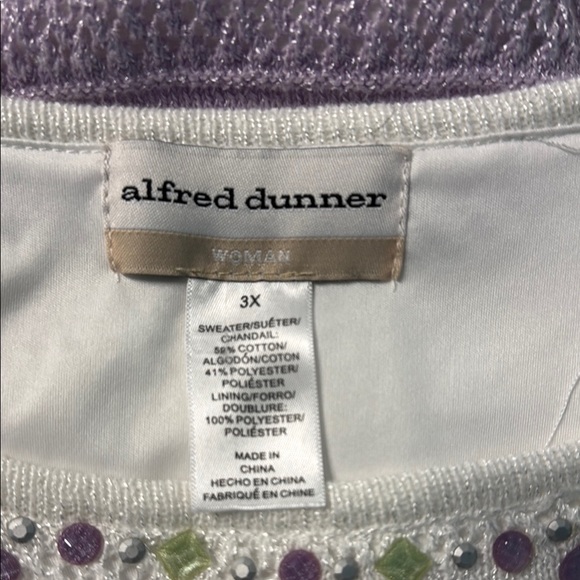 alfred dunner
WOMAN
3X
SWEATER/SUÉTER/
CHANDAIL:
59% COTTON/
ALGODÓN/COTON
41% POLYESTER/
POLIÉSTER
LINING/FORRO/
DOUBLURE:
100% POLYESTER/
POLIÉSTER
MADE IN
CHINA
HECHO EN CHINA
FABRIQUÉ EN CHINE